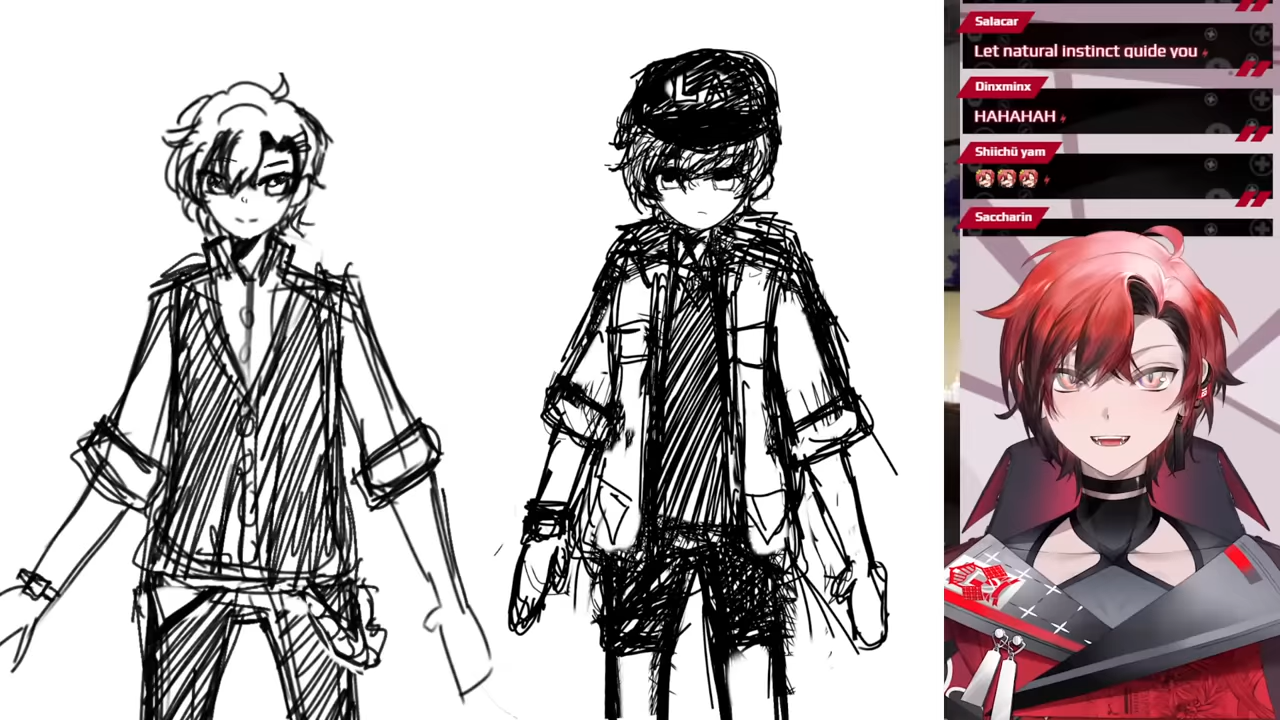 LA
Salacar
Let natural instinct guide you
Dinxminx
HAHAHAH
Shiichū yam
Saccharin